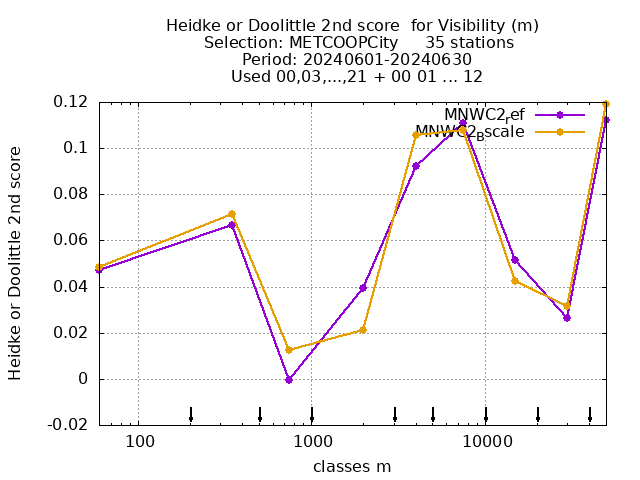 Heidke or Doolittle 2nd score  for Visibility (m)
Selection: METCOOPCity     35 stations
Period: 20240601-20240630
Used 00,03,...,21 + 00 01 ... 12
MNWC2ref
MNWC2Bscale
0.12
0.1
0.08
0.06
0.04
0.02
0
-0.02
Heidke or Doolittle 2nd score
100
1000
10000
classes m